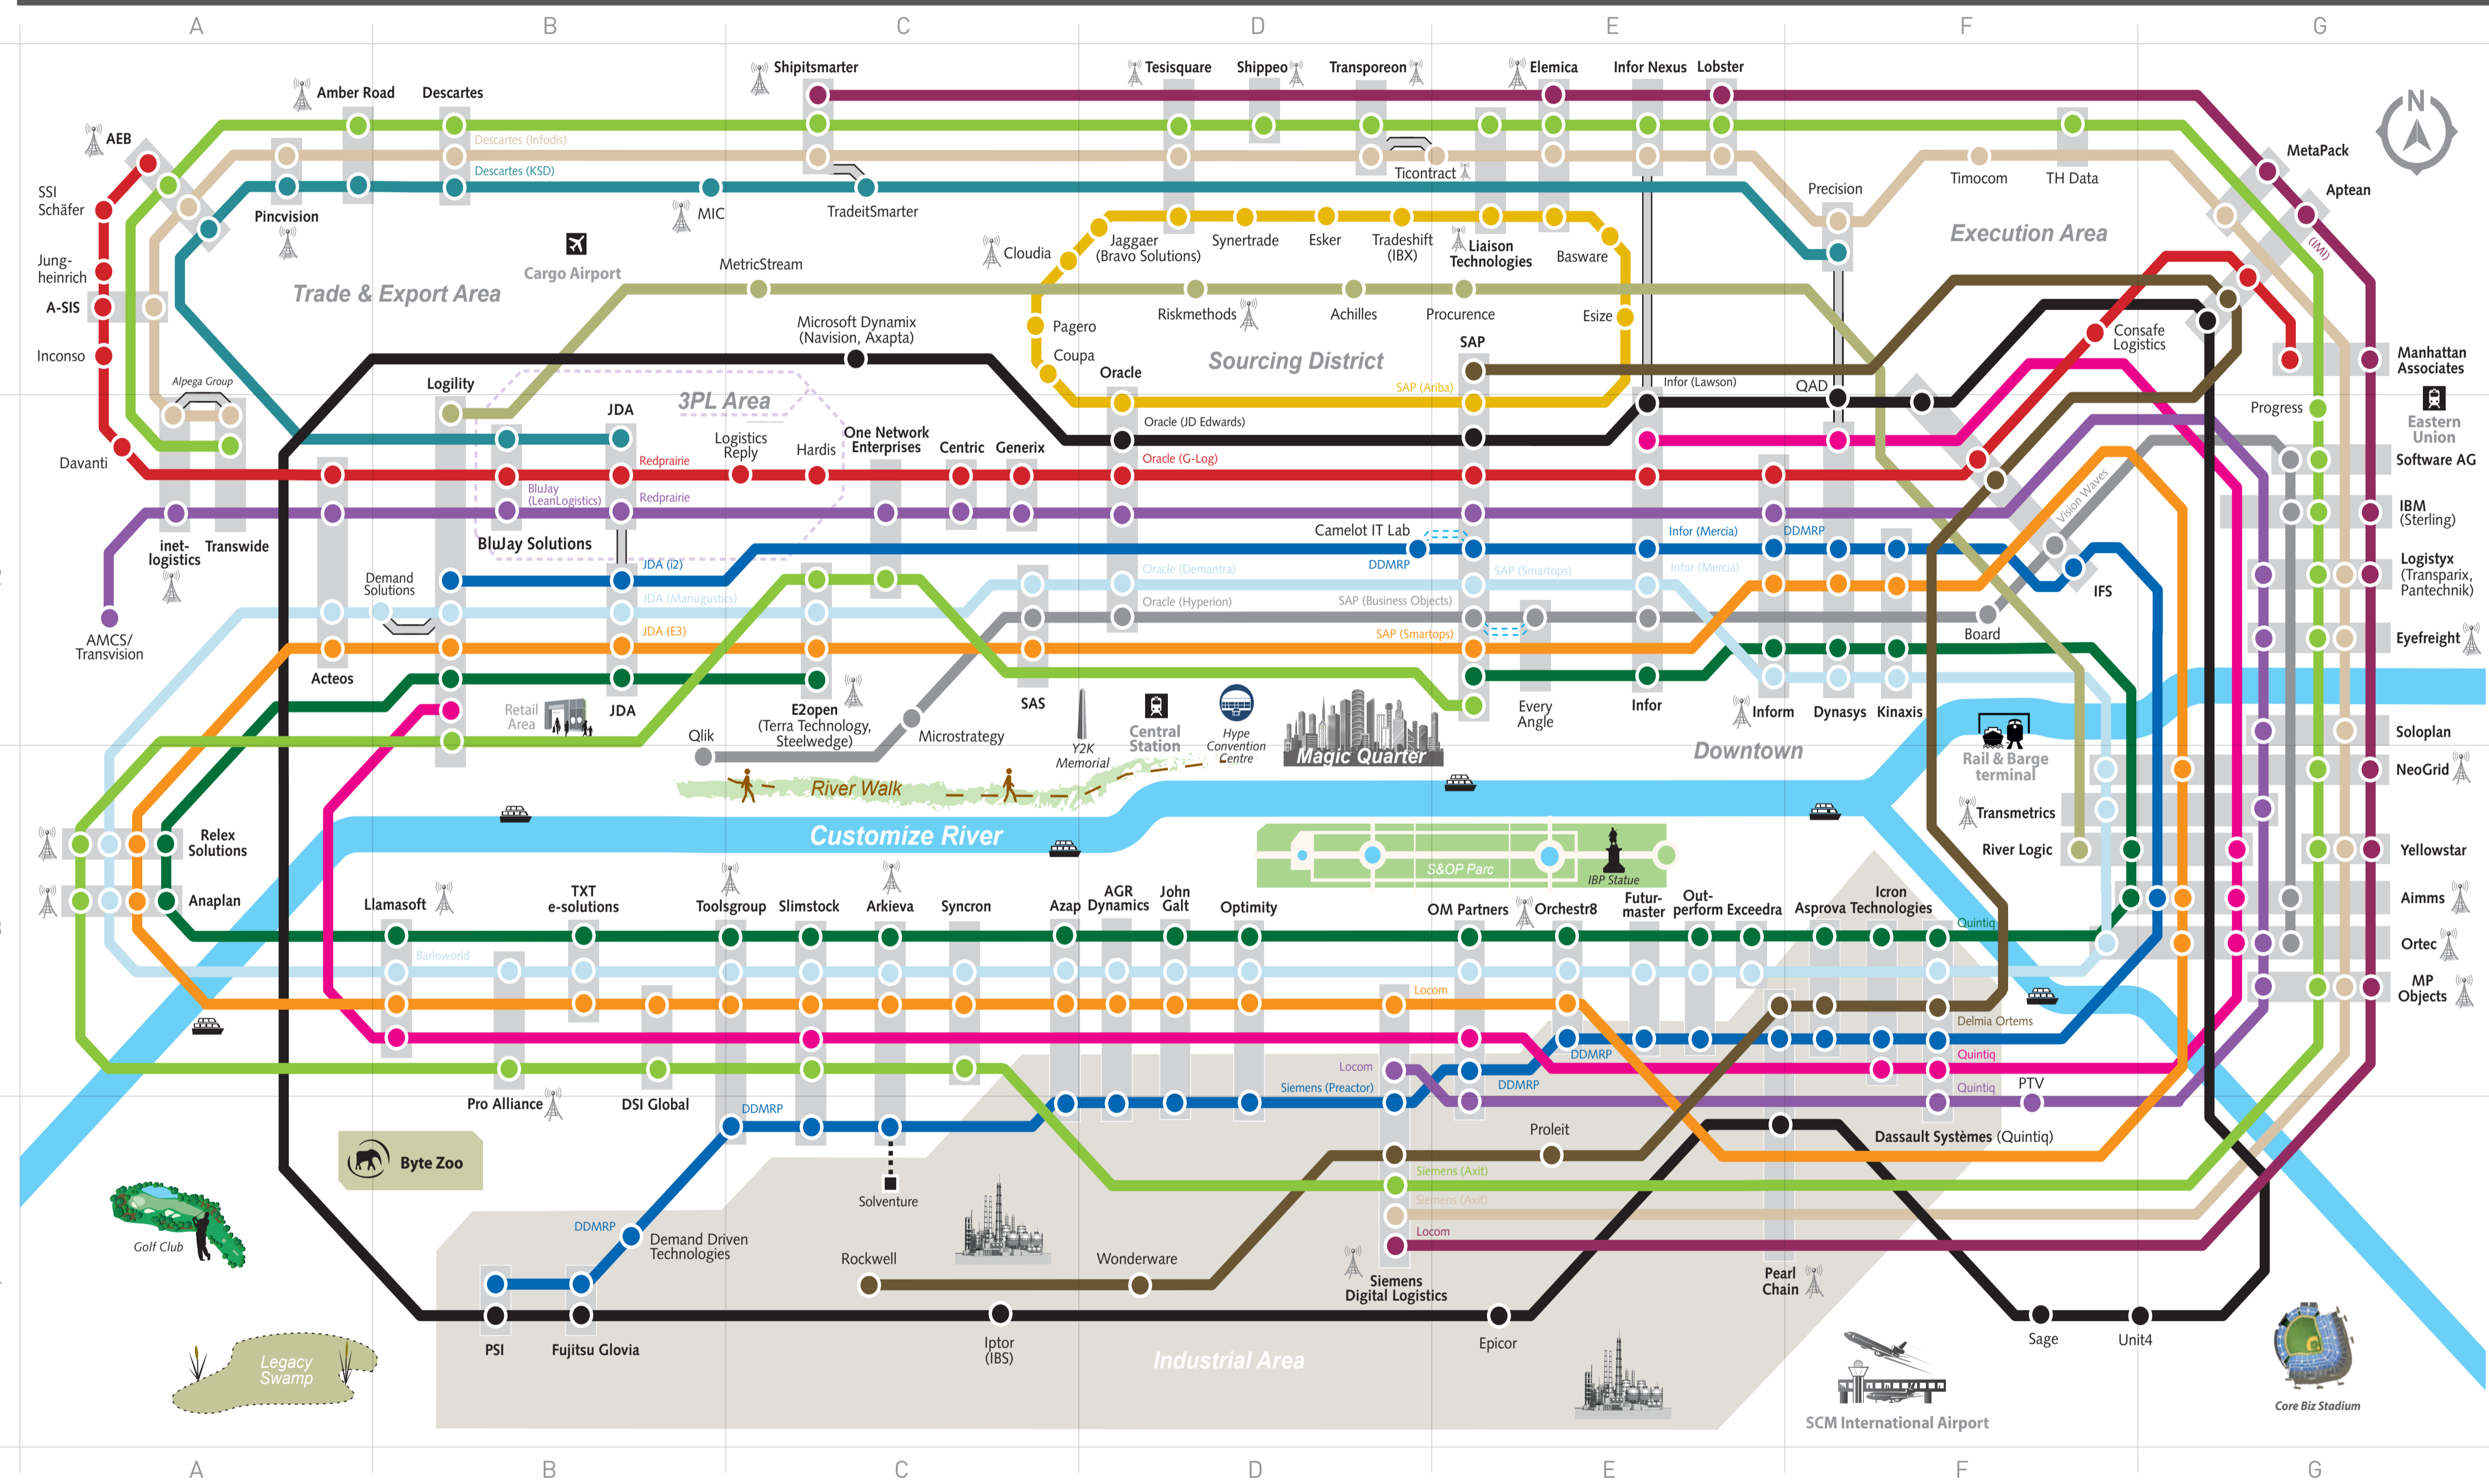 A B C D E F G
Shipitsmarter
Tesisquare
Shippeo
Transporeon
Elemica
Infor Nexus
Lobster
Amber Road
Descartes
N
AEB
Descartes (Infodis)
MetaPack
Descartes (KSD)
Ticontract
Timocom
TH Data
SSI
Schäfer
Precision
Aptean
Pincvision
MIC
TradeitSmarter
(IMI)
Execution Area
Cloudia
Jaggaer
(Bravo Solutions)
Synertrade
Esker
Tradeshift
(IBX)
Liaison
Technologies
Basware
Jung-
heinrich
Cargo Airport
MetricStream
Trade & Export Area
A-SIS
Riskmethods
Achilles
Procurence
Esize
Microsoft Dynamix
(Navision, Axapta)
Pagero
Consafe
Logistics
Inconso
Coupa
Sourcing District
SAP
Manhattan
Associates
Alpega Group
Logility
Oracle
SAP (Ariba)
Infor (Lawson)
QAD
3PL Area
JDA
Progress
Eastern
Union
Oracle (JD Edwards)
Logistics
Reply
Hardis
One Network
Enterprises
Centric
Generix
Davanti
Redprairie
Oracle (G-Log)
Software AG
BluJay
(LeanLogistics)
Redprairie
Vision Waves
IBM
(Sterling)
inet-
logistics
Transwide
BluJay Solutions
Camelot IT Lab
Infor (Mercia)
DDMRP
JDA (i2)
DDMRP
Oracle (Demantra)
SAP (Smartops)
Infor (Mercia)
Logistyx
(Transparix,
Pantechnik)
Demand
Solutions
JDA (Manugustics)
Oracle (Hyperion)
SAP (Business Objects)
IFS
AMCS/
Transvision
JDA (E3)
SAP (Smartops)
Board
Eyefreight
Acteos
Retail
Area
JDA
E2open
(Terra Technology,
Steelwedge)
SAS
Every
Angle
Infor
Inform
Dynasys
Kinaxis
Qlik
Microstrategy
Y2K
Memorial
Central
Station
Hype
Convention
Centre
Magic Quarter
Downtown
Soloplan
Rail & Barge
terminal
NeoGrid
River Walk
Transmetrics
Customize River
Relex
Solutions
River Logic
Yellowstar
S&OP Parc
IBP Statue
Anaplan
Llamasoft
TXT
e-solutions
Toolsgroup
Slimstock
Arkieva
Syncron
Azap
AGR
Dynamics
John
Galt
Optimity
OM Partners
Orchestr8
Futur-
master
Out-
perform
Exceedra
Asprova
Icron
Technologies
Aimms
Quintiq
Barloworld
Ortec
Locom
MP
Objects
Delmia Ortems
DDMRP
Quintiq
Locom
Siemens (Preactor)
DDMRP
Quintiq
PTV
Pro Alliance
DSI Global
DDMRP
Proleit
Dassault Systèmes (Quintiq)
Byte Zoo
Siemens (Axit)
Solventure
Siemens (Axit)
DDMRP
Demand Driven
Technologies
Locom
Golf Club
Rockwell
Wonderware
Siemens
Digital Logistics
Pearl
Chain
PSI
Fujitsu Glovia
Iptor
(IBS)
Epicor
Sage
Unit4
Legacy
Swamp
Industrial Area
SCM International Airport
Core Biz Stadium
A B C D E F G